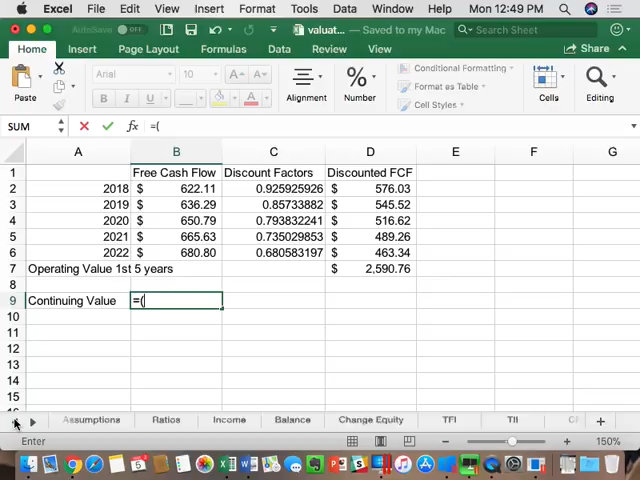 Excel File Edit View Insert Format Tools Data Window Help Mon 12:49 PM
AutoSave OFF valuat... — Saved to my Mac Search Sheet
Home Insert Page Layout Formulas Data Review View Share
Paste Arial 10 A A Alignment % Number Conditional Formatting Cells Editing
B I U A Format as Table
Cell Styles
SUM fx =(
A B C D E F G
1 Free Cash Flow Discount Factors Discounted FCF
2 2018 $ 622.11 0.925925926 $ 576.03
3 2019 $ 636.29 0.85733882 $ 545.52
4 2020 $ 650.79 0.793832241 $ 516.62
5 2021 $ 665.63 0.735029853 $ 489.26
6 2022 $ 680.80 0.680583197 $ 463.34
7 Operating Value 1st 5 years $ 2,590.76
8
9 Continuing Value =(
10
11
12
13
14
15
Assumptions Ratios Income Balance Change Equity TFI TII
Enter 150%